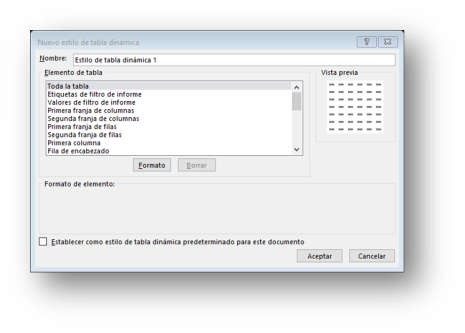 Nuevo estilo de tabla dinámica
Nombre: Estilo de tabla dinámica 1
Elemento de tabla
Vista previa
Toda la tabla
Etiquetas de filtro de informe
Valores de filtro de informe
Primera franja de columnas
Segunda franja de columnas
Primera franja de filas
Segunda franja de filas
Primera columna
Fila de encabezado
Formato Borrar
Formato de elemento:
Establecer como estilo de tabla dinámica predeterminado para este documento
Aceptar Cancelar